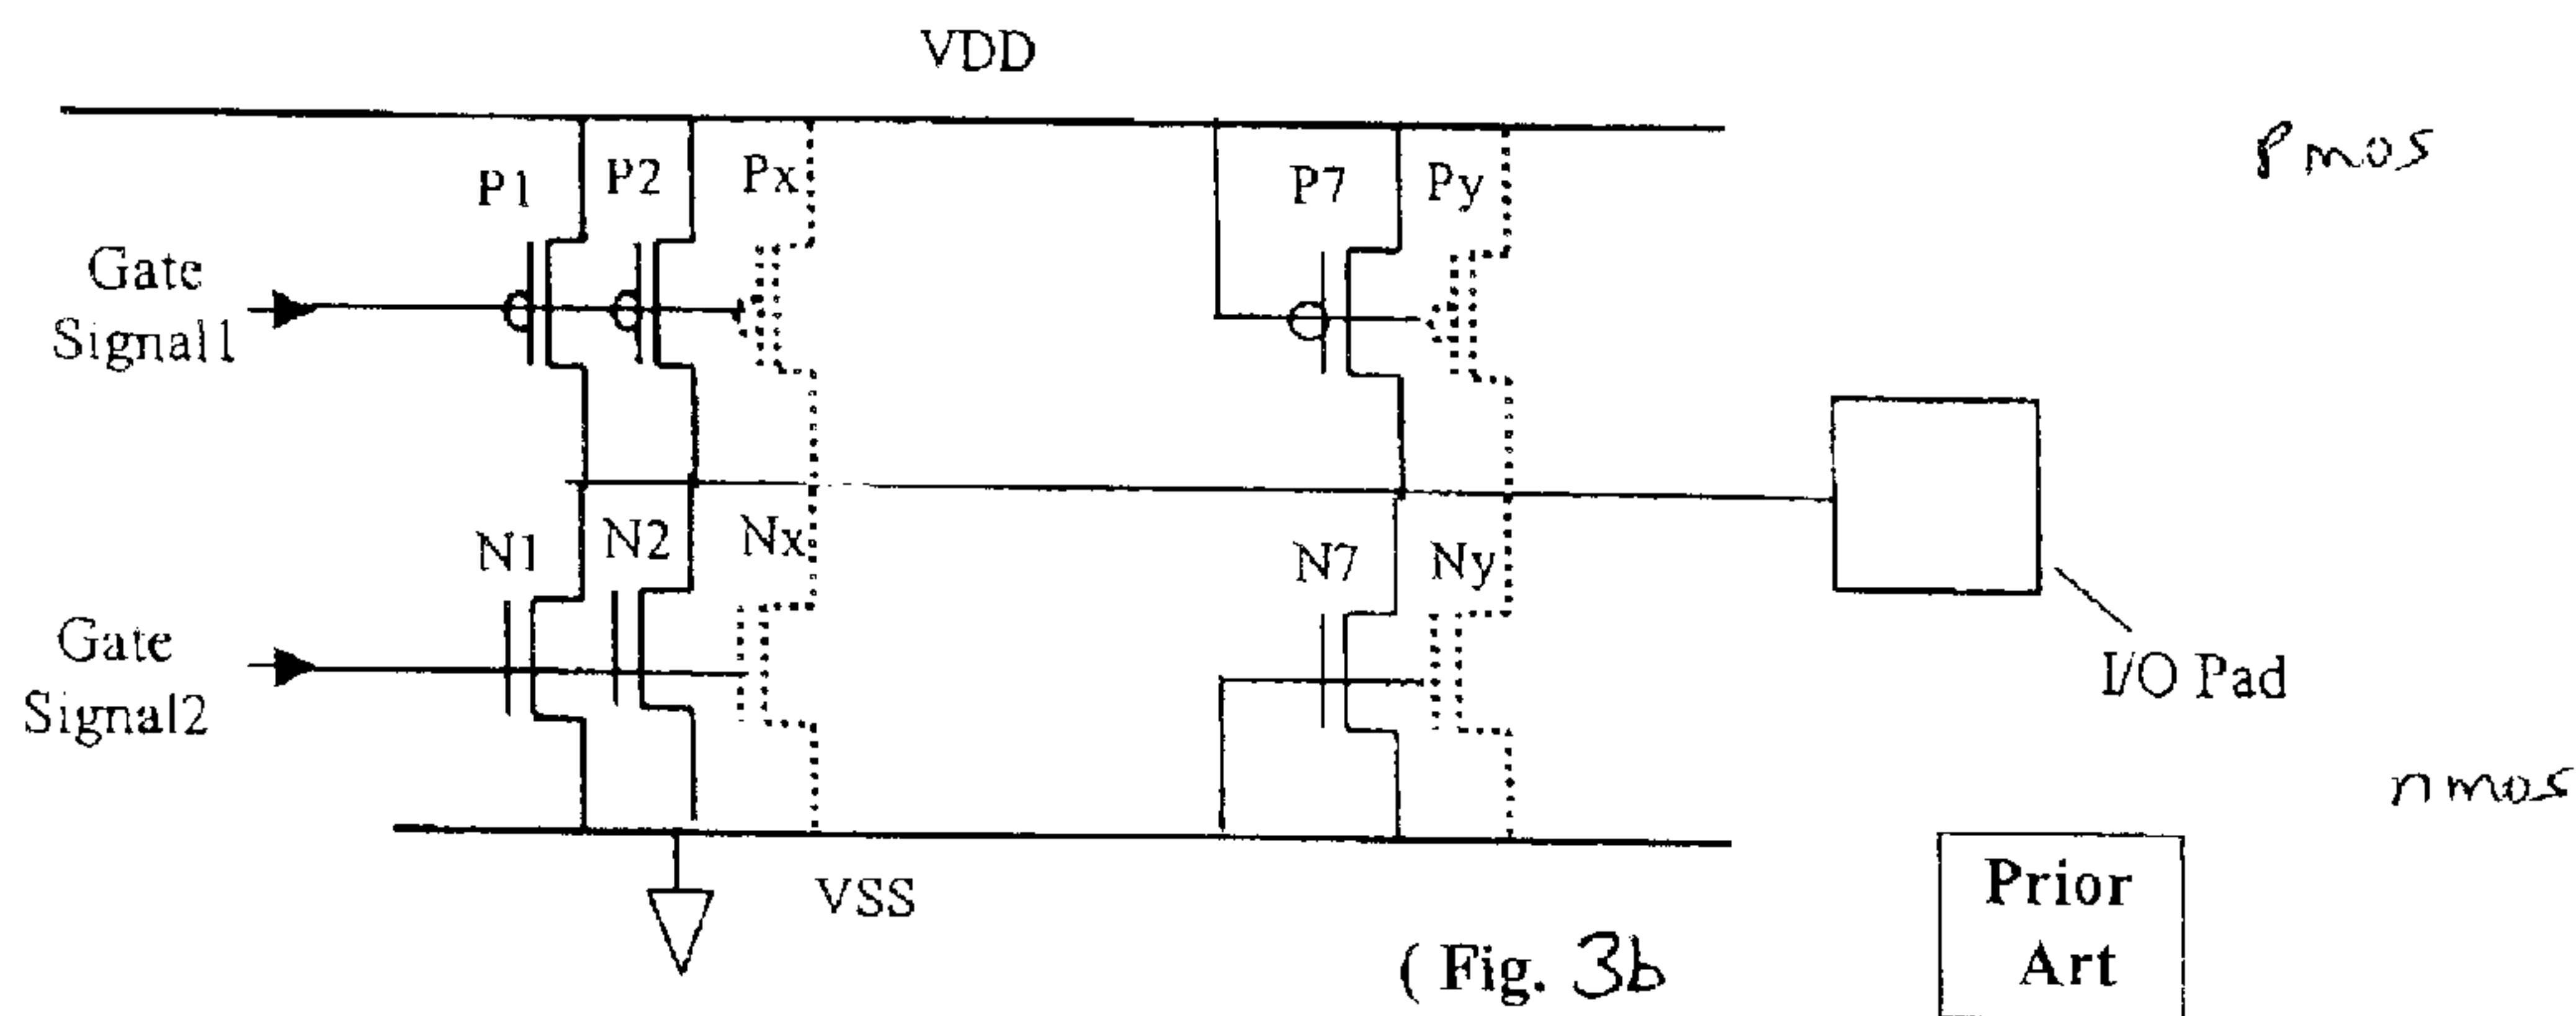 VDD
Pmos
P1 P2 Px P7 Py
Gate
Signal1
N1 N2 Nx N7 Ny
Gate
Signal2
I/O Pad
nmos
VSS
Prior
Art
( Fig. 3b